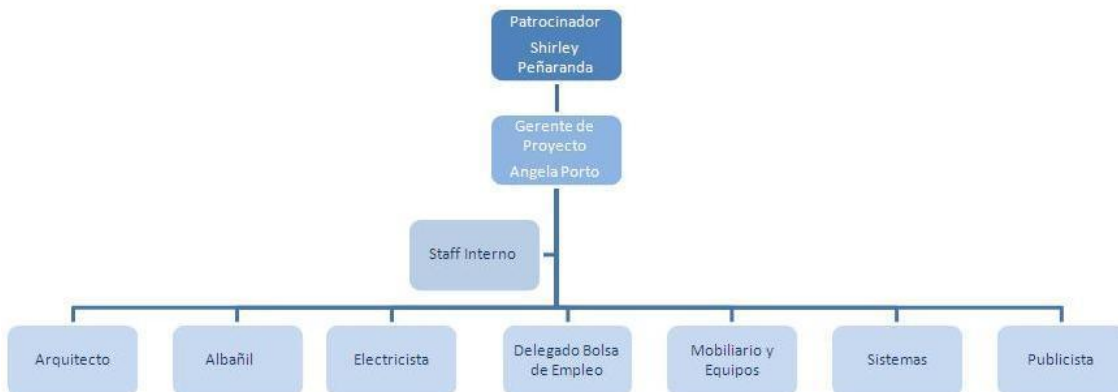 Patrocinador
Shirley
Peñaranda
Gerente de
Proyecto
Angela Porto
Staff Interno
Arquitecto
Albañil
Electricista
Delegado Bolsa
de Empleo
Mobiliario y
Equipos
Sistemas
Publicista